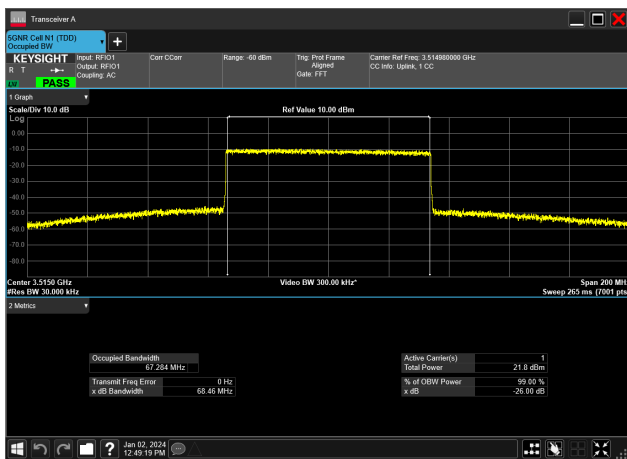 Transceiver A
5GNR Cell N1 (TDD)
Occupied BW
+
KEYSIGHT
R T
PASS
Input: RFIO1
Output: RFIO1
Coupling: AC
Corr CCorr
Range: -60 dBm
Trig: Prot Frame
Aligned
Gate: FFT
Carrier Ref Freq: 3.514980000 GHz
CC Info: Uplink, 1 CC
1 Graph
Scale/Div 10.0 dB
Ref Value 10.00 dBm
Log
0.00
-10.0
-20.0
-30.0
-40.0
-50.0
-60.0
-70.0
-80.0
Center 3.5150 GHz
#Res BW 30.000 kHz
Video BW 300.00 kHz*
Span 200 MHz
Sweep 265 ms (7001 pts
2 Metrics
Occupied Bandwidth
67.284 MHz
Transmit Freq Error 0 Hz
x dB Bandwidth 68.46 MHz
Active Carrier(s) 1
Total Power 21.8 dBm
% of OBW Power 99.00 %
x dB -26.00 dB
?
Jan 02, 2024
12:49:19 PM